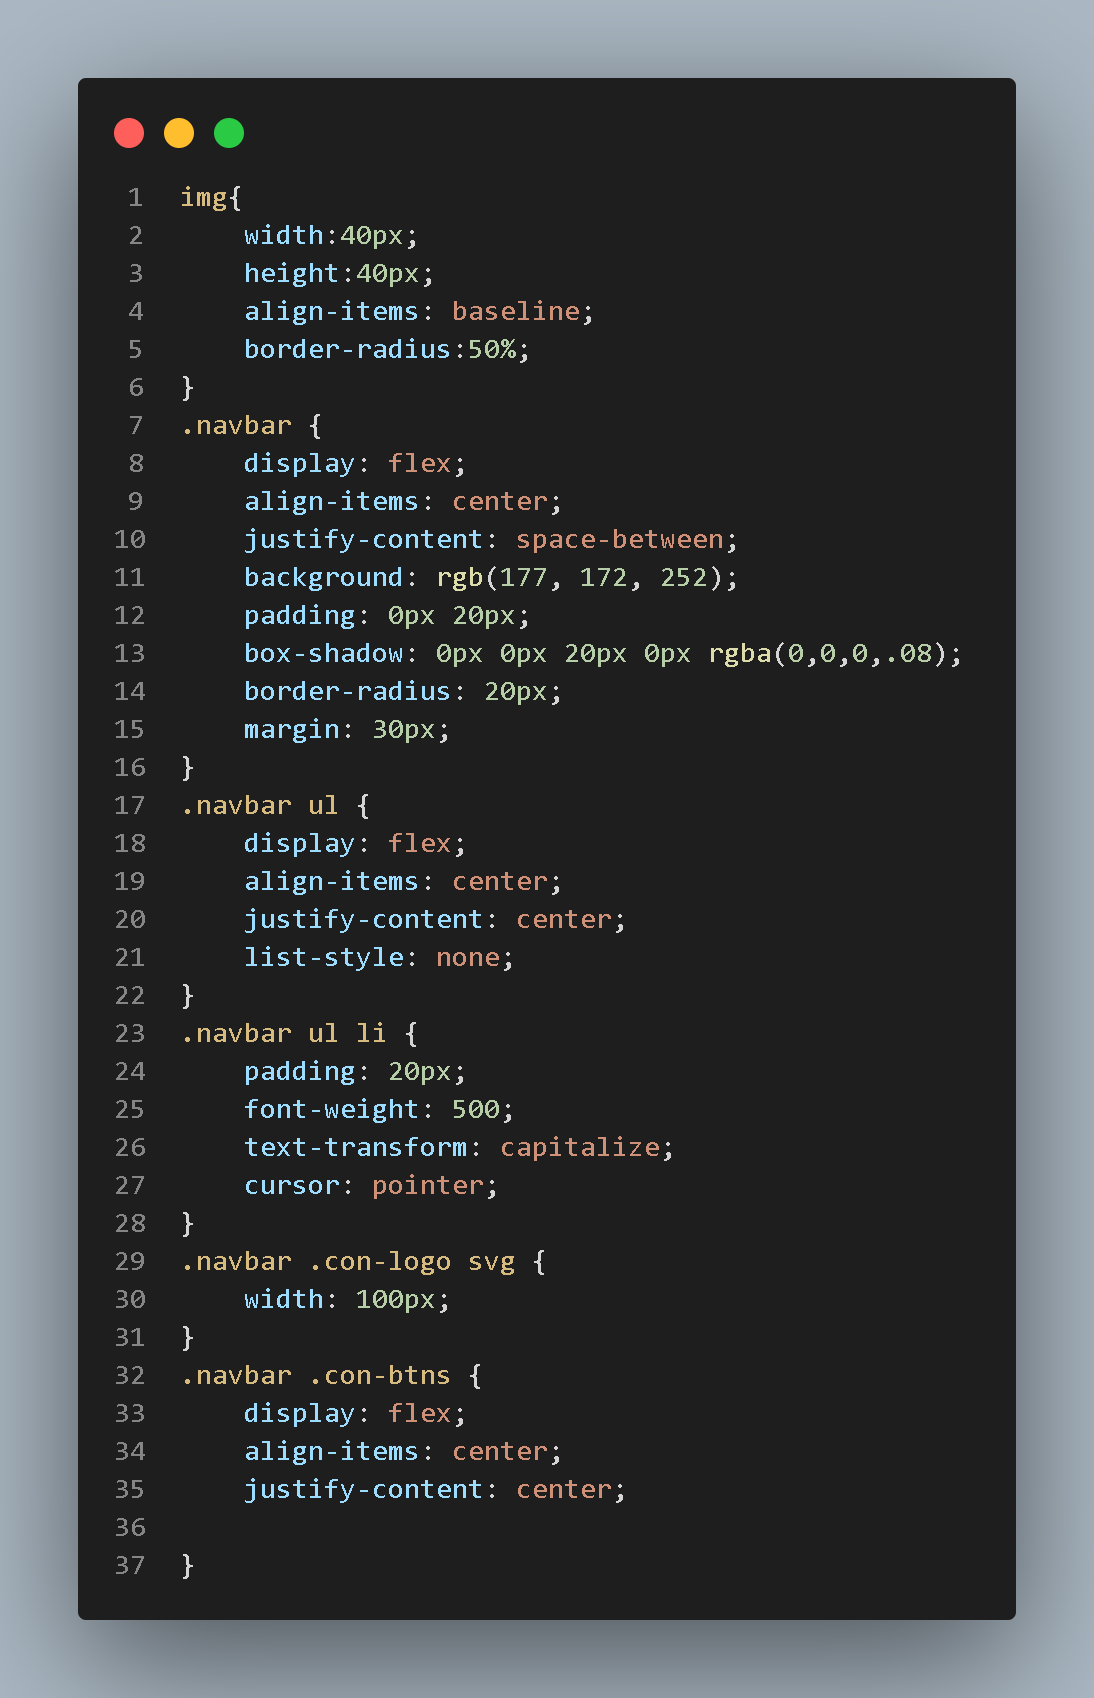 1 img{
2     width:40px;
3     height:40px;
4     align-items: baseline;
5     border-radius:50%;
6 }
7 .navbar {
8     display: flex;
9     align-items: center;
10     justify-content: space-between;
11     background: rgb(177, 172, 252);
12     padding: 0px 20px;
13     box-shadow: 0px 0px 20px 0px rgba(0,0,0,.08);
14     border-radius: 20px;
15     margin: 30px;
16 }
17 .navbar ul {
18     display: flex;
19     align-items: center;
20     justify-content: center;
21     list-style: none;
22 }
23 .navbar ul li {
24     padding: 20px;
25     font-weight: 500;
26     text-transform: capitalize;
27     cursor: pointer;
28 }
29 .navbar .con-logo svg {
30     width: 100px;
31 }
32 .navbar .con-btns {
33     display: flex;
34     align-items: center;
35     justify-content: center;
36
37 }